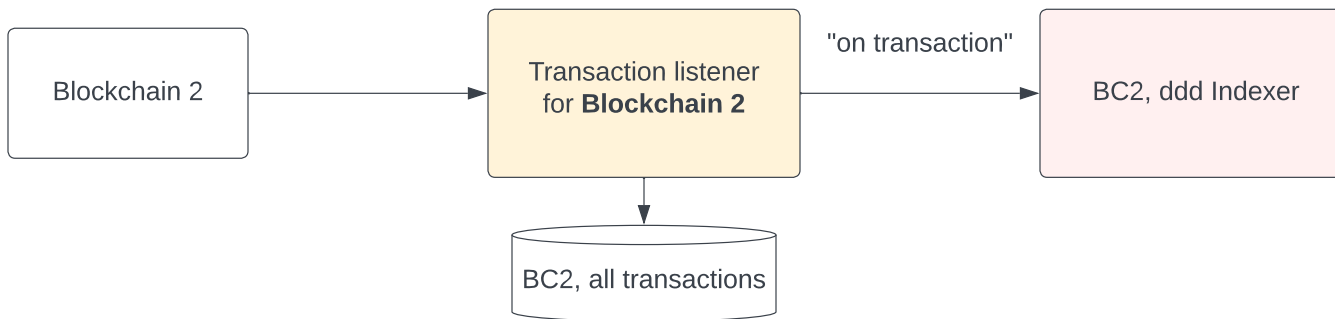 Blockchain 2
Transaction listener
for Blockchain 2
"on transaction"
BC2, ddd Indexer
BC2, all transactions